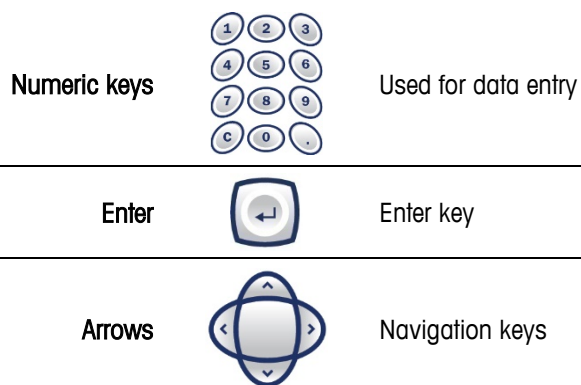 1 2 3
4 5 6
Numeric keys Used for data entry
7 8 9
C 0 .
Enter Enter key
Arrows Navigation keys